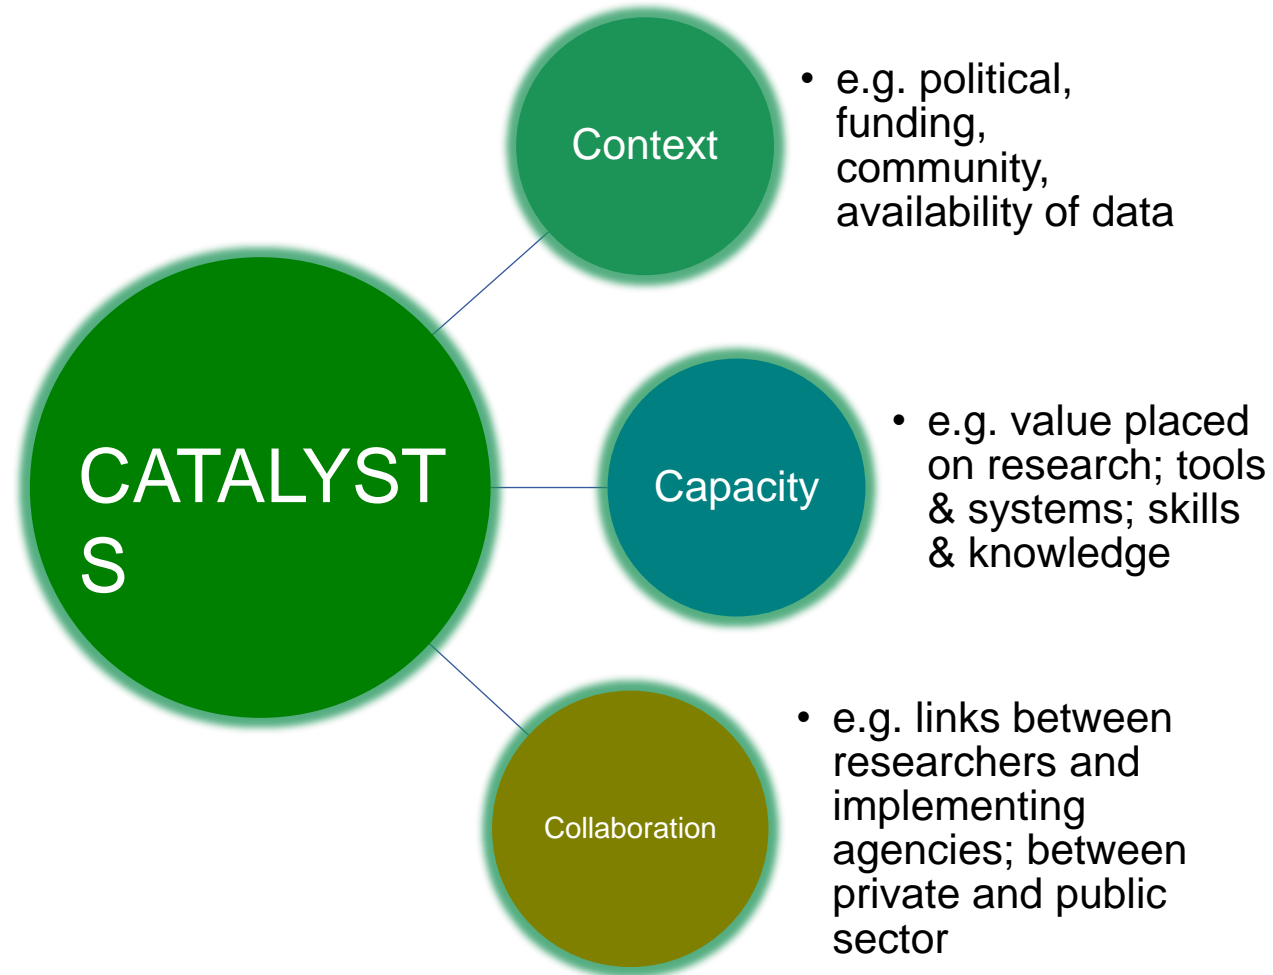 CATALYST
S
Context
• e.g. political,
funding,
community,
availability of data
Capacity
• e.g. value placed
on research; tools
& systems; skills
& knowledge
Collaboration
• e.g. links between
researchers and
implementing
agencies; between
private and public
sector